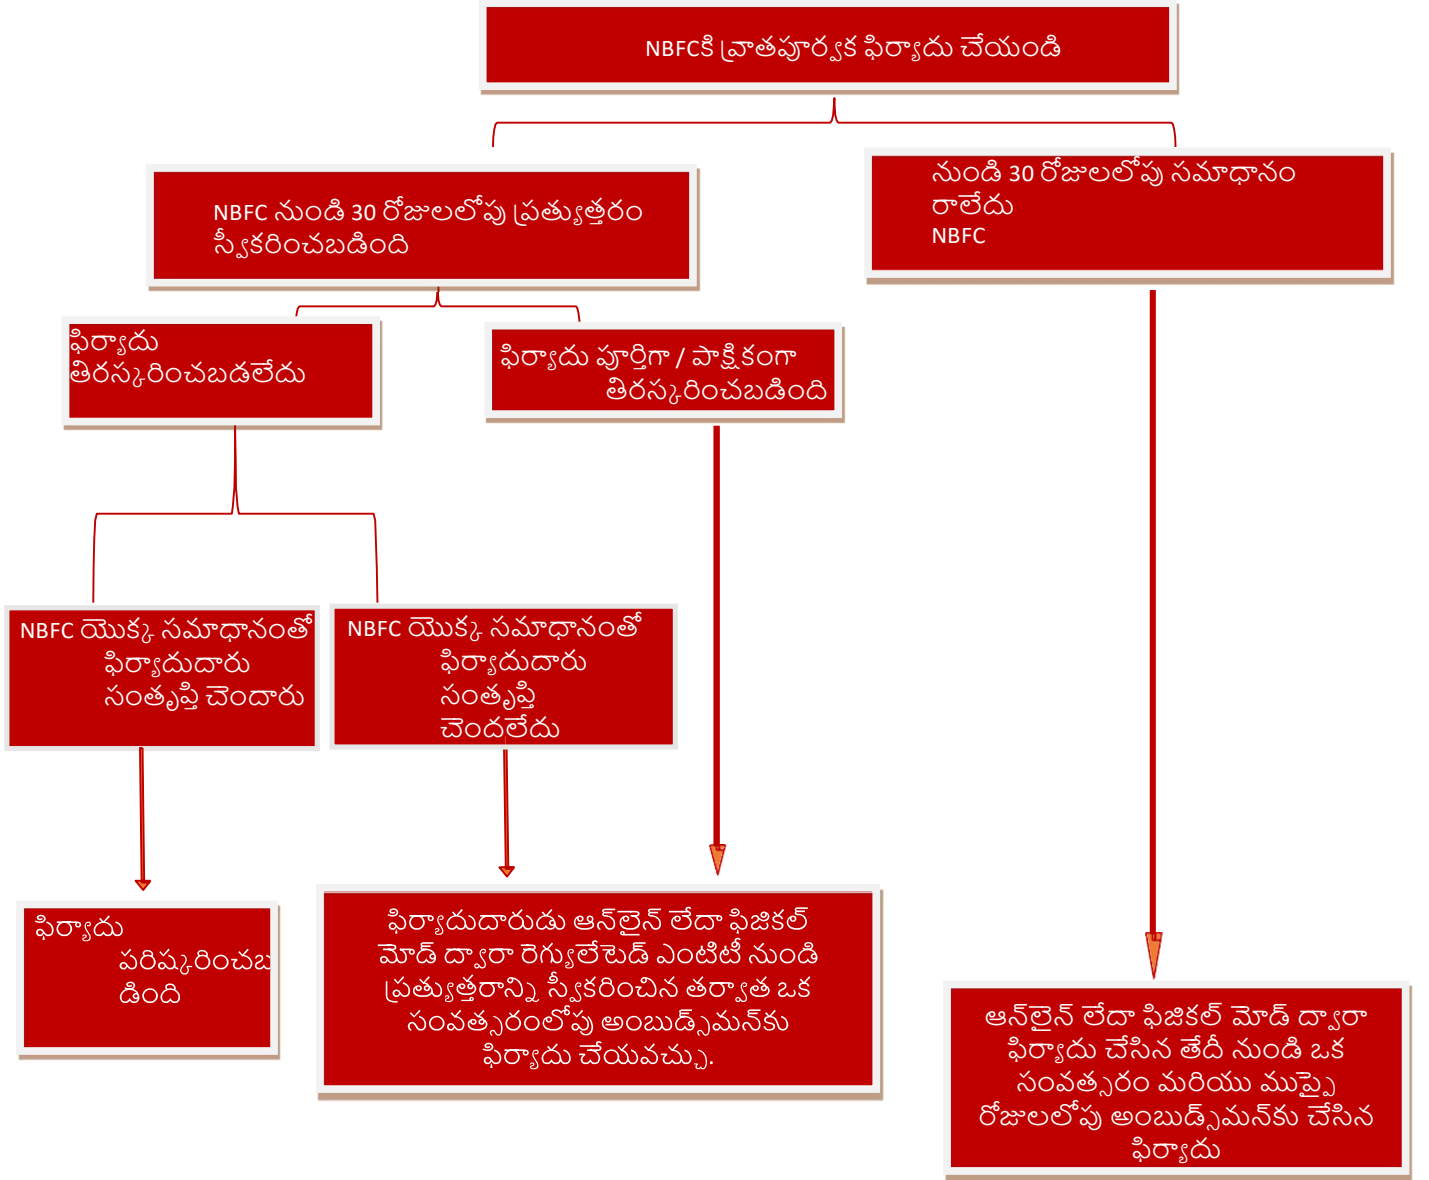 NBFCకి వ్రాతపూర్వక ఫిర్యాదు చేయండి
NBFC నుండి 30 రోజులలోపు ప్రత్యుత్తరం
స్వీకరించబడింది
నుండి 30 రోజులలోపు సమాధానం
రాలేదు
NBFC
ఫిర్యాదు
తిరస్కరించబడలేదు
ఫిర్యాదు పూర్తిగా / పాక్షికంగా
తిరస్కరించబడింది
NBFC యొక్క సమాధానంతో
ఫిర్యాదుదారు
సంతృప్తి చెందారు
NBFC యొక్క సమాధానంతో
ఫిర్యాదుదారు
సంతృప్తి
చెందలేదు
ఫిర్యాదు
పరిష్కరించబ
డింది
ఫిర్యాదుదారుడు ఆన్‌లైన్ లేదా ఫిజికల్
మోడ్ ద్వారా రెగ్యులేటెడ్ ఎంటిటీ నుండి
ప్రత్యుత్తరాన్ని స్వీకరించిన తర్వాత ఒక
సంవత్సరంలోపు అంబుడ్స్‌మన్‌కు
ఫిర్యాదు చేయవచ్చు.
ఆన్‌లైన్ లేదా ఫిజికల్ మోడ్ ద్వారా
ఫిర్యాదు చేసిన తేదీ నుండి ఒక
సంవత్సరం మరియు ముప్పై
రోజులలోపు అంబుడ్స్‌మన్‌కు చేసిన
ఫిర్యాదు